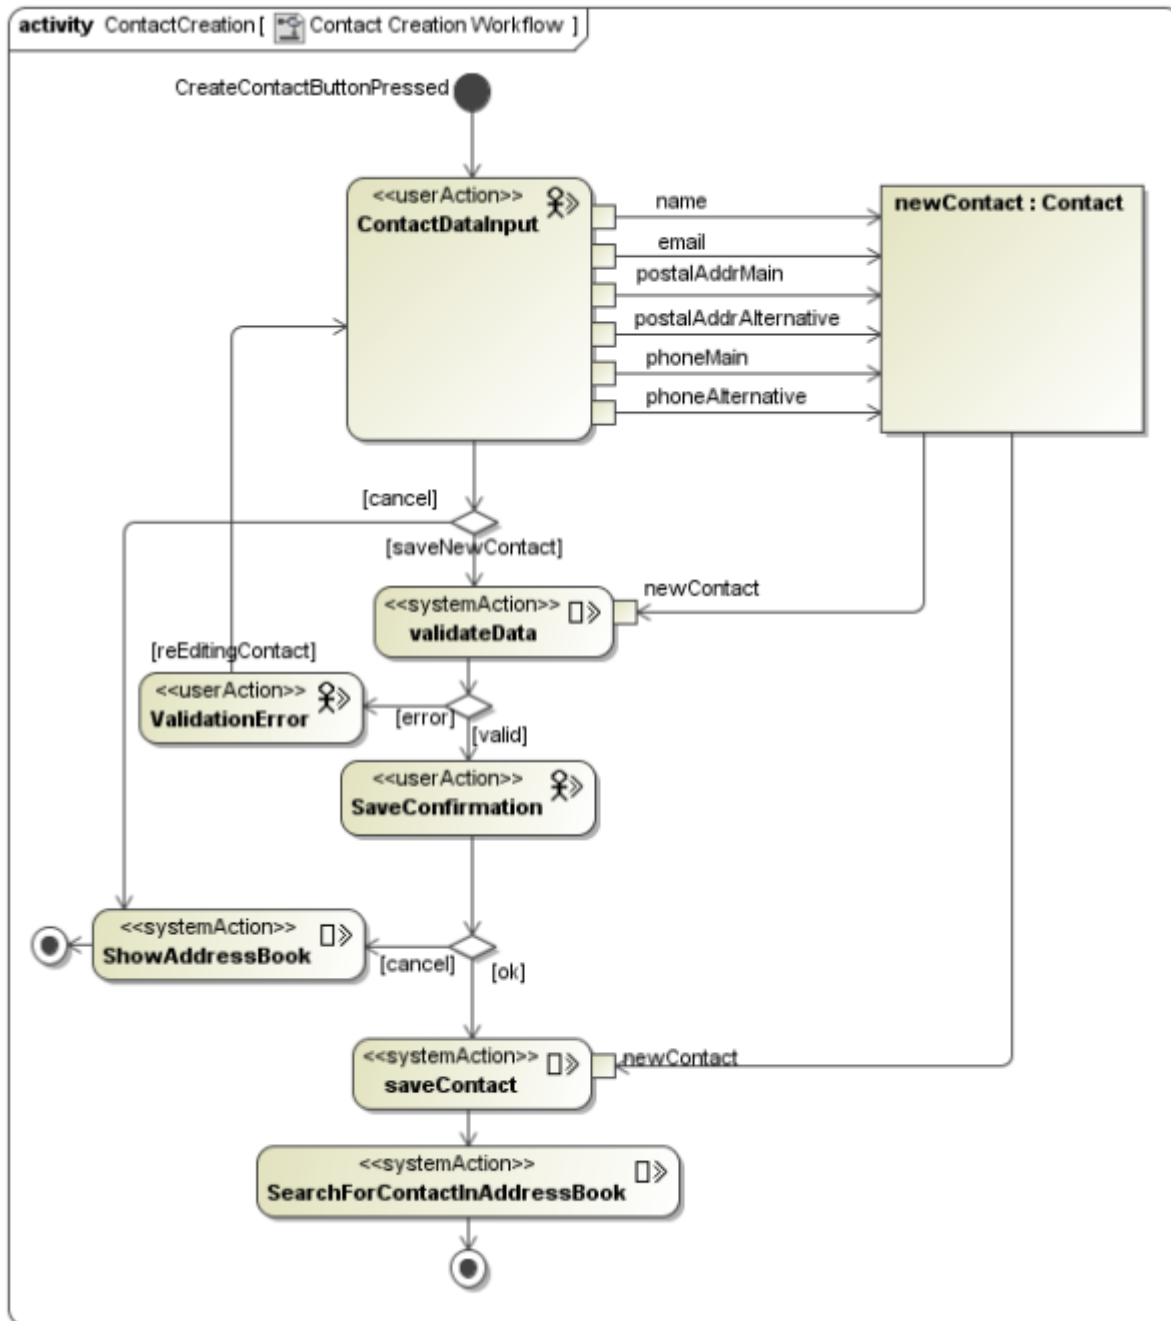 activity ContactCreation [ Contact Creation Workflow ]
CreateContactButtonPressed
<<userAction>>
ContactDataInput
name
email
postalAddrMain
postalAddrAlternative
phoneMain
phoneAlternative
newContact : Contact
[cancel]
[saveNewContact]
<<systemAction>>
validateData
newContact
[reEditingContact]
<<userAction>>
ValidationError
[error]
[valid]
<<userAction>>
SaveConfirmation
<<systemAction>>
ShowAddressBook
[cancel]
[ok]
<<systemAction>>
saveContact
newContact
<<systemAction>>
SearchForContactInAddressBook